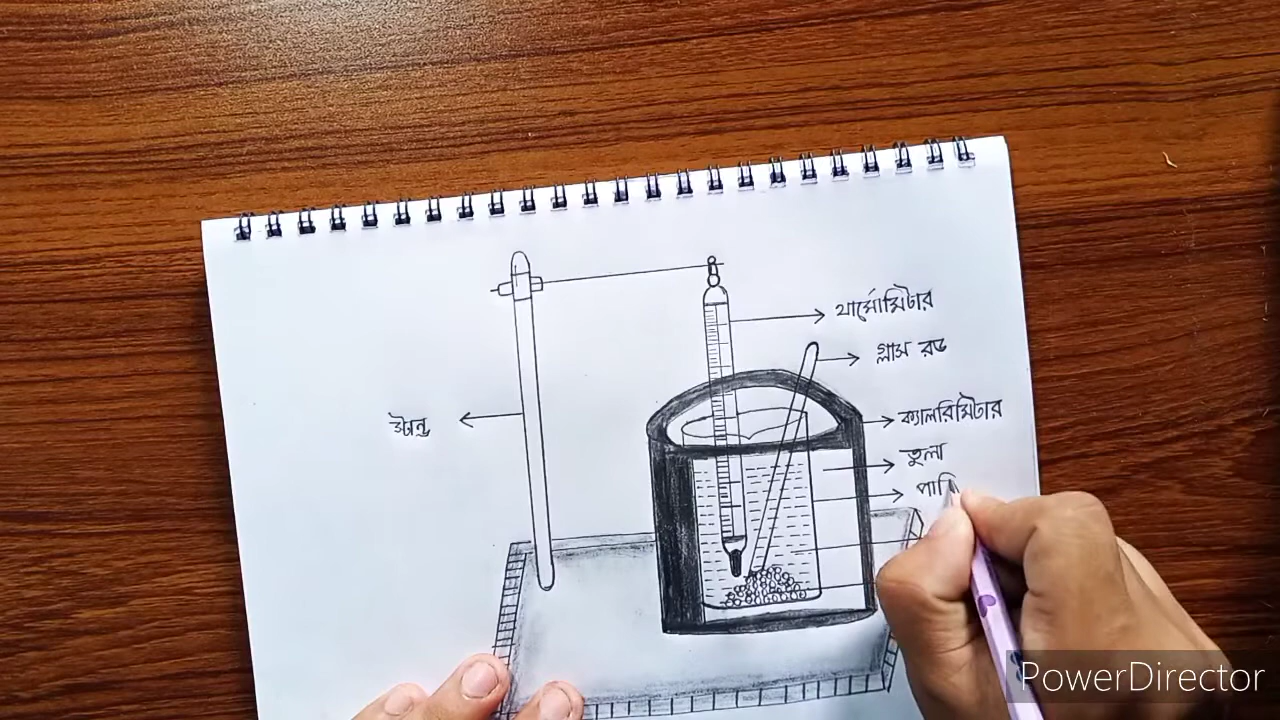 থার্মোমিটার
গ্লাস রড
ক্যালরিমিটার
তুলা
পানি
PowerDirector